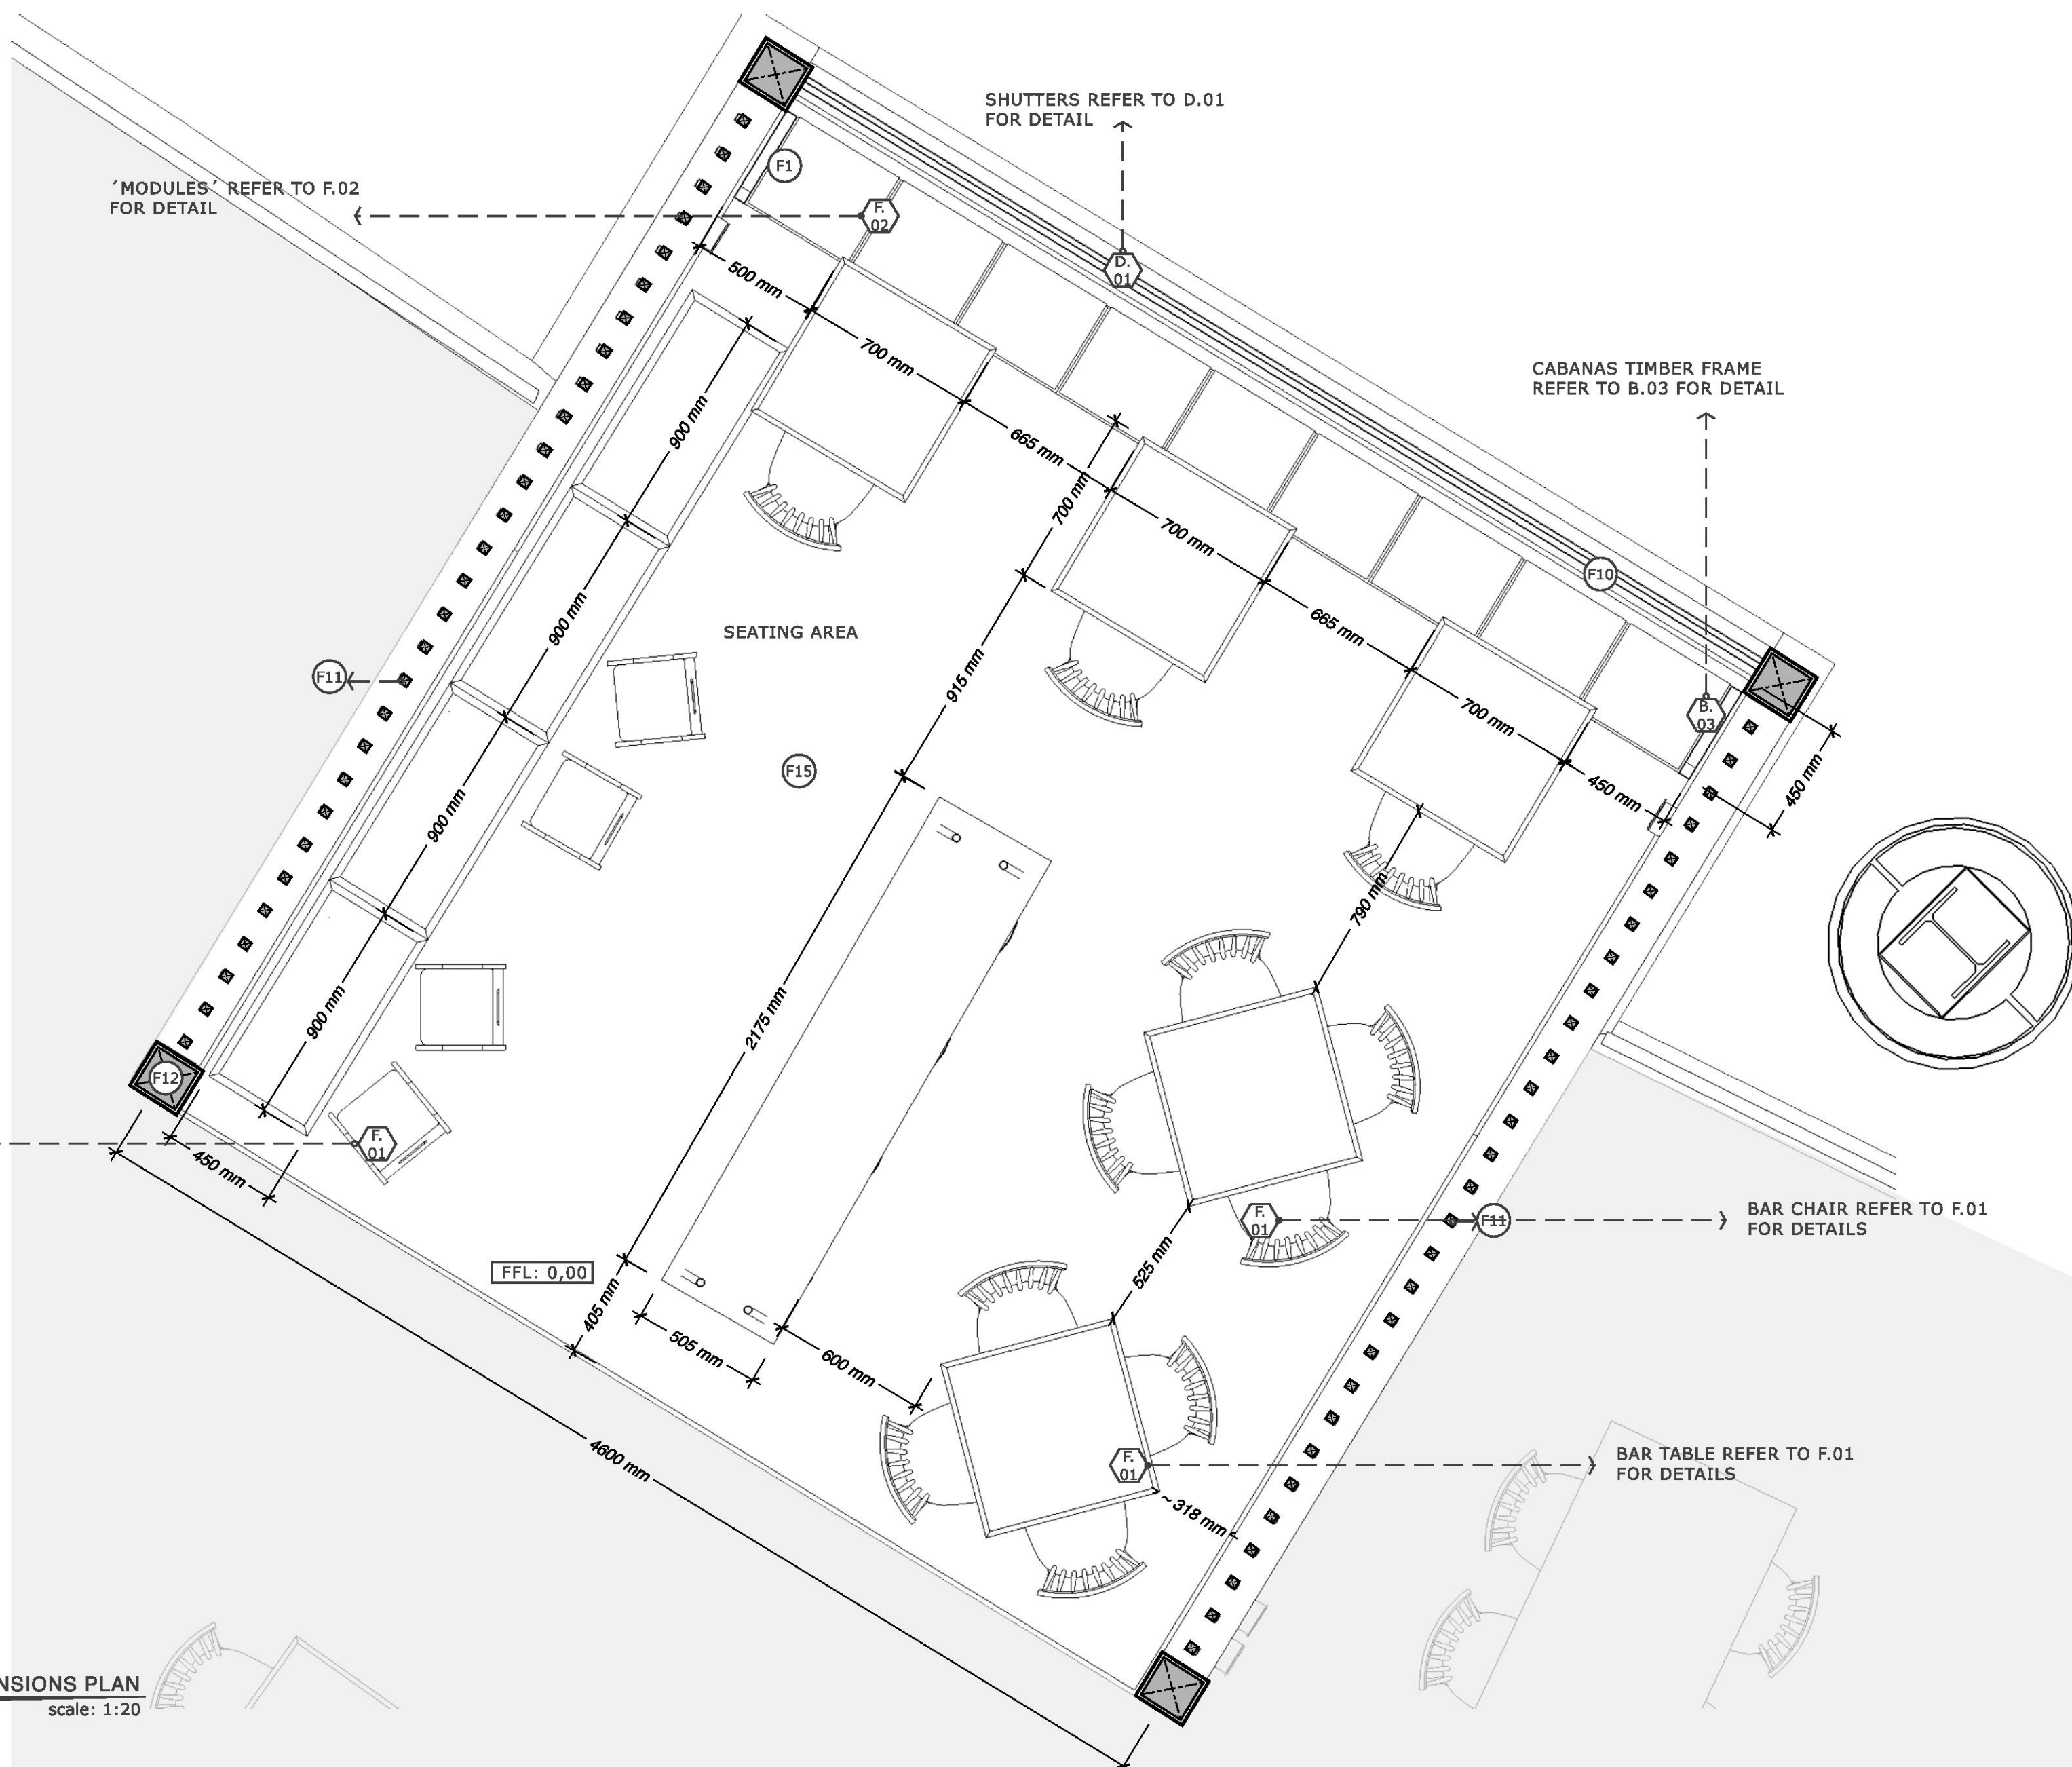 SHUTTERS REFER TO D.01
FOR DETAIL
F1
´MODULES´ REFER TO F.02
FOR DETAIL
F.
02
D.
01
500 mm
700 mm
CABANAS TIMBER FRAME
REFER TO B.03 FOR DETAIL
900 mm
665 mm
700 mm
700 mm
F10
900 mm
SEATING AREA
665 mm
915 mm
F11
700 mm
B.
03
F15
450 mm
450 mm
900 mm
790 mm
900 mm
2175 mm
F12
F.
01
450 mm
F.
01
F11
BAR CHAIR REFER TO F.01
FOR DETAILS
525 mm
FFL: 0,00
405 mm
505 mm
600 mm
4600 mm
F.
01
BAR TABLE REFER TO F.01
FOR DETAILS
~318 mm
NSIONS PLAN
scale: 1:20